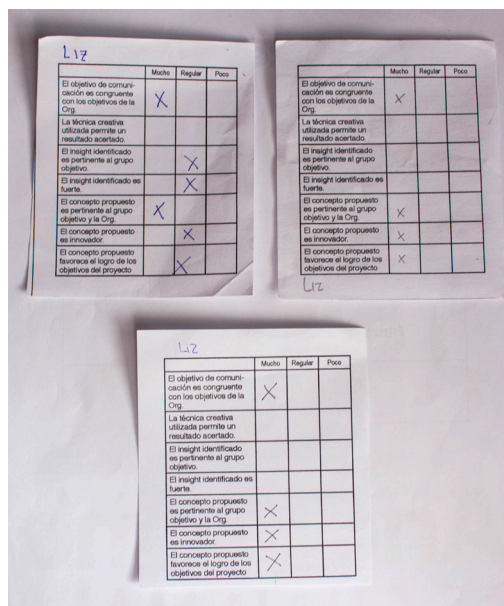 Liz
Mucho Regular Poco
El objetivo de comuni-
cación es congruente
con los objetivos de la
Org.
X
La técnica creativa
utilizada permite un
resultado acertado.
El insight identificado
es pertinente al grupo
objetivo.
X
El insight identificado es
fuerte.
X
El concepto propuesto
es pertinente al grupo
objetivo y la Org.
X
El concepto propuesto
es innovador.
X
El concepto propuesto
favorece el logro de los
objetivos del proyecto
X
Mucho Regular Poco
El objetivo de comuni-
cación es congruente
con los objetivos de la
Org.
X
La técnica creativa
utilizada permite un
resultado acertado.
El insight identificado
es pertinente al grupo
objetivo.
El insight identificado es
fuerte.
El concepto propuesto
es pertinente al grupo
objetivo y la Org.
X
El concepto propuesto
es innovador.
X
El concepto propuesto
favorece el logro de los
objetivos del proyecto
X
Liz
Liz
Mucho Regular Poco
El objetivo de comuni-
cación es congruente
con los objetivos de la
Org.
X
La técnica creativa
utilizada permite un
resultado acertado.
El insight identificado
es pertinente al grupo
objetivo.
El insight identificado es
fuerte.
El concepto propuesto
es pertinente al grupo
objetivo y la Org.
X
El concepto propuesto
es innovador.
X
El concepto propuesto
favorece el logro de los
objetivos del proyecto
X